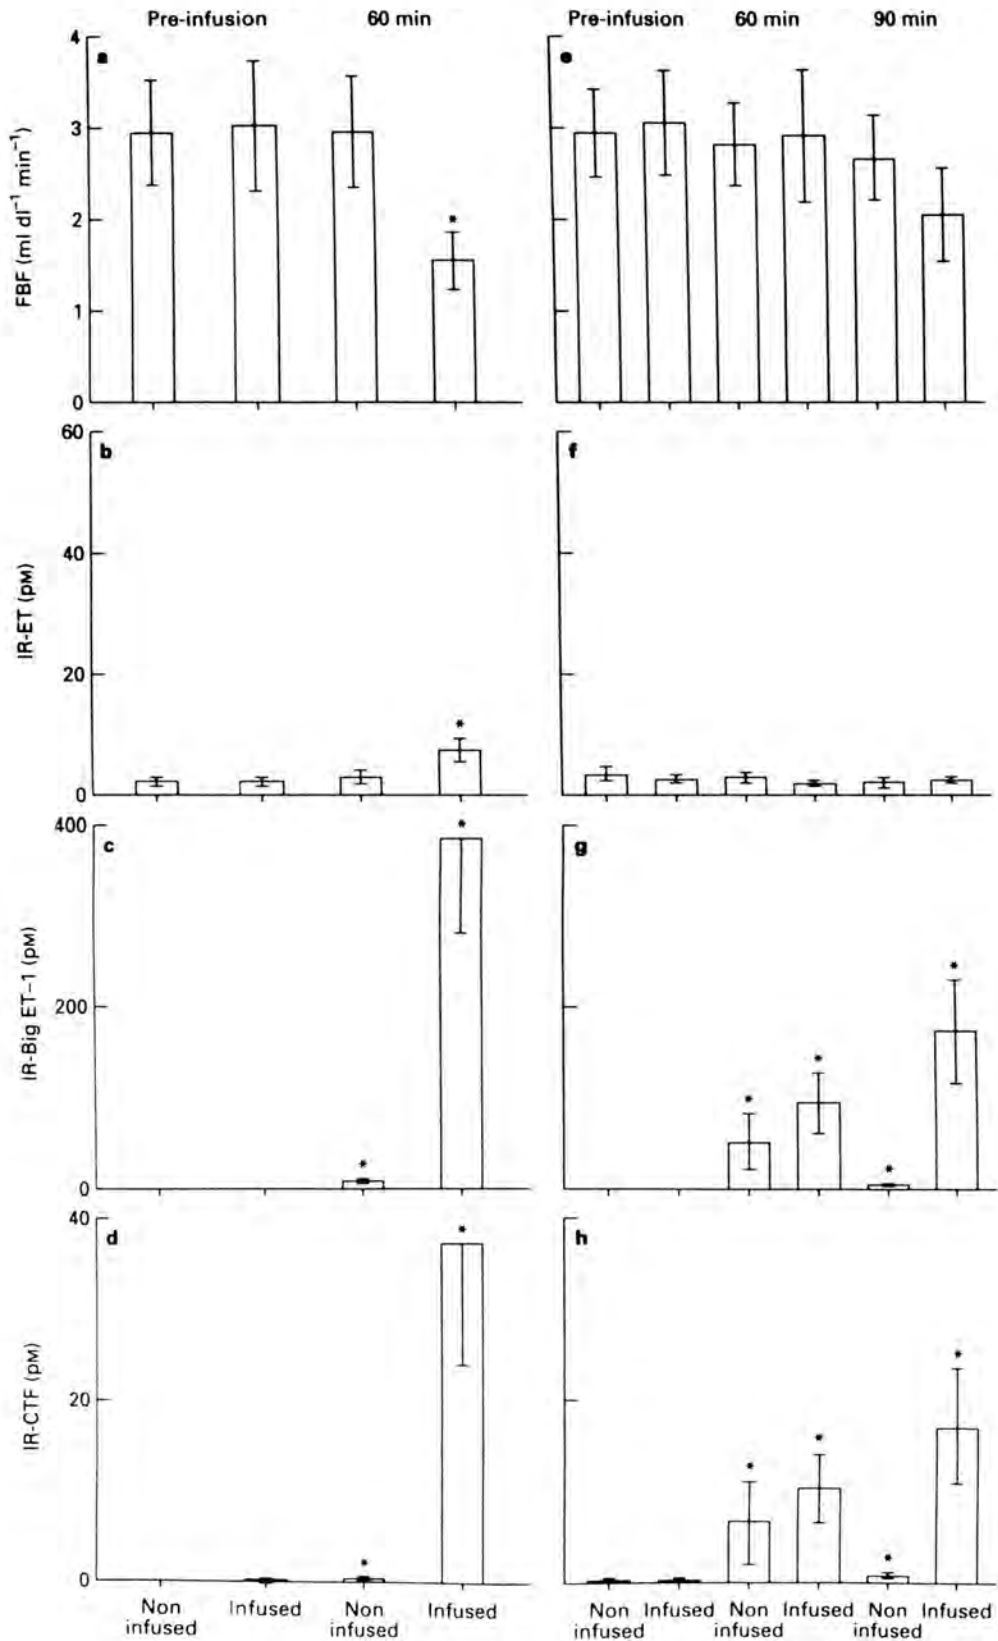 Pre-infusion 60 min Pre-infusion 60 min 90 min
a e
4
3
2
1
0
FBF (ml dl⁻¹ min⁻¹)
*
b f
60
40
20
0
IR-ET (pM)
*
c g
400
200
0
IR-Big ET-1 (pM)
* *
* * * *
d h
40
20
0
IR-CTF (pM)
* *
* * * *
Non infused Infused Non infused Infused Non infused Infused Non infused Infused Non infused Infused